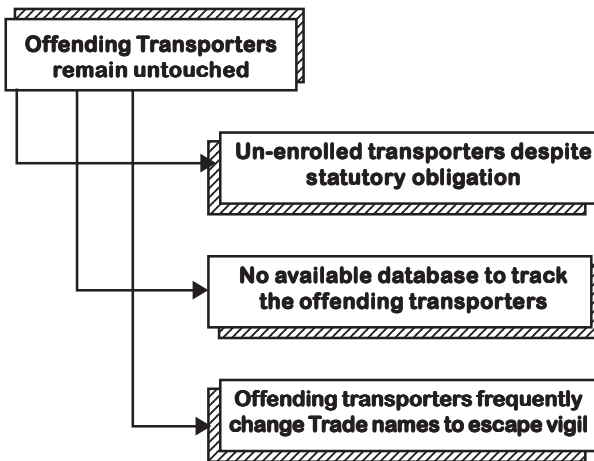 Offending Transporters
remain untouched
Un-enrolled transporters despite
statutory obligation
No available database to track
the offending transporters
Offending transporters frequently
change Trade names to escape vigil